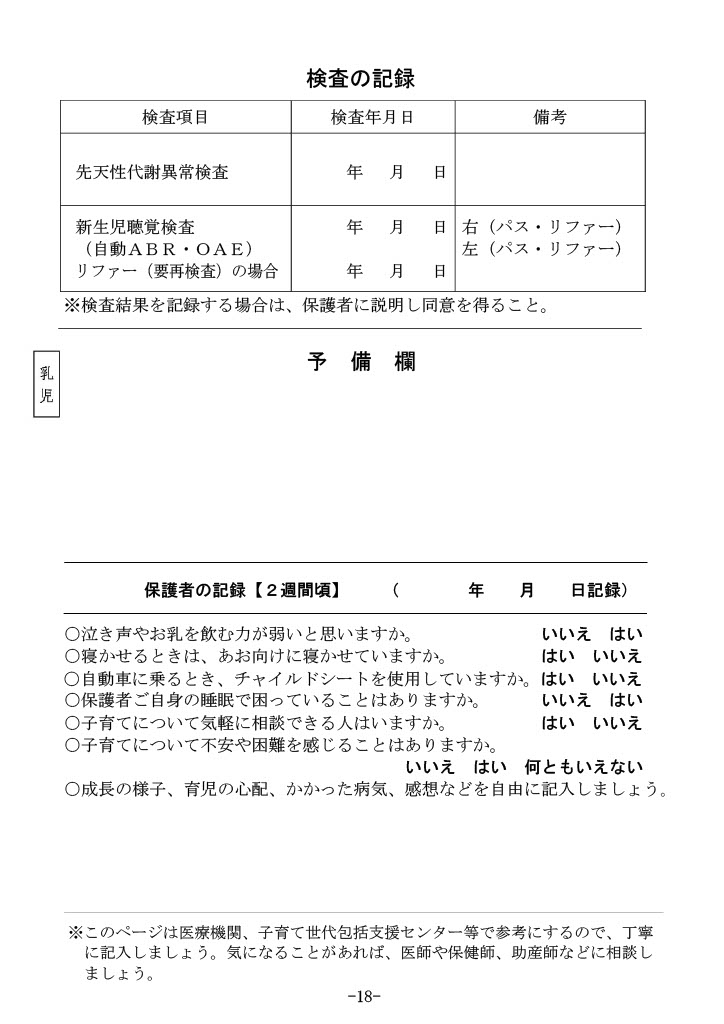 検査の記録
検査項目 検査年月日 備考
先天性代謝異常検査 年 月 日
新生児聴覚検査 年 月 日 右（パス・リファー）
（自動ＡＢＲ・ＯＡＥ） 左（パス・リファー）
リファー（要再検査）の場合 年 月 日
※検査結果を記録する場合は、保護者に説明し同意を得ること。
乳児
予 備 欄
保護者の記録【２週間頃】 （ 年 月 日記録）
○泣き声やお乳を飲む力が弱いと思いますか。 いいえ はい
○寝かせるときは、あお向けに寝かせていますか。 はい いいえ
○自動車に乗るとき、チャイルドシートを使用していますか。はい いいえ
○保護者ご自身の睡眠で困っていることはありますか。 いいえ はい
○子育てについて気軽に相談できる人はいますか。 はい いいえ
○子育てについて不安や困難を感じることはありますか。
いいえ はい 何ともいえない
○成長の様子、育児の心配、かかった病気、感想などを自由に記入しましょう。
※このページは医療機関、子育て世代包括支援センター等で参考にするので、丁寧
に記入しましょう。気になることがあれば、医師や保健師、助産師などに相談し
ましょう。
-18-